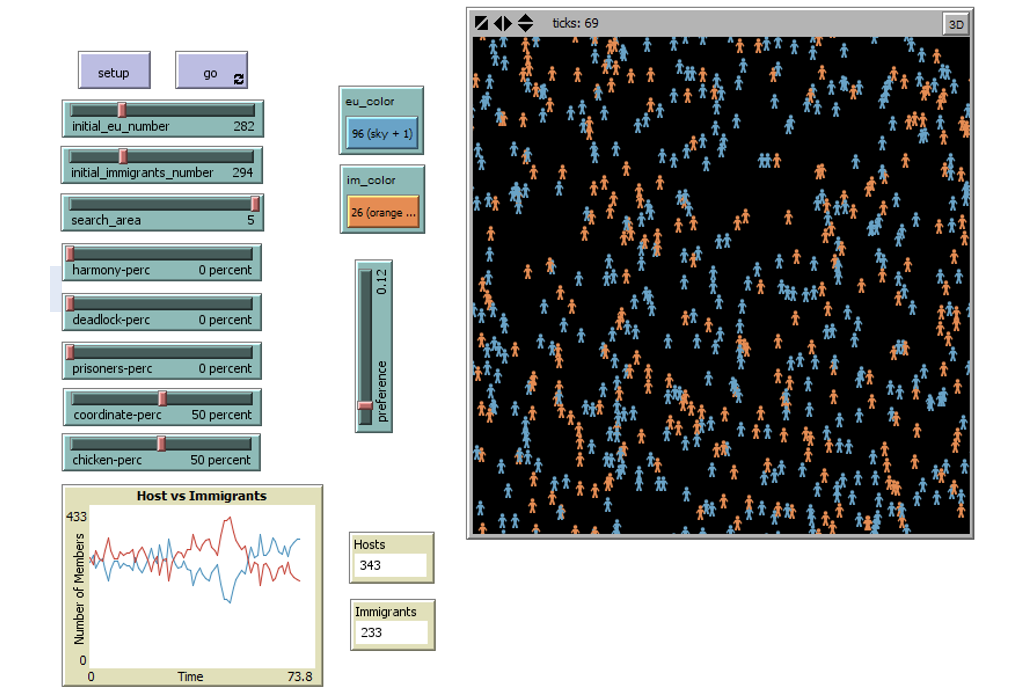 setup
go
initial_eu_number 282
initial_immigrants_number 294
search_area 5
harmony-perc 0 percent
deadlock-perc 0 percent
prisoners-perc 0 percent
coordinate-perc 50 percent
chicken-perc 50 percent
eu_color
96 (sky + 1)
im_color
26 (orange ...
preference 0.12
Host vs Immigrants
433
Number of Members
0
0 Time 73.8
Hosts
343
Immigrants
233
ticks: 69
3D